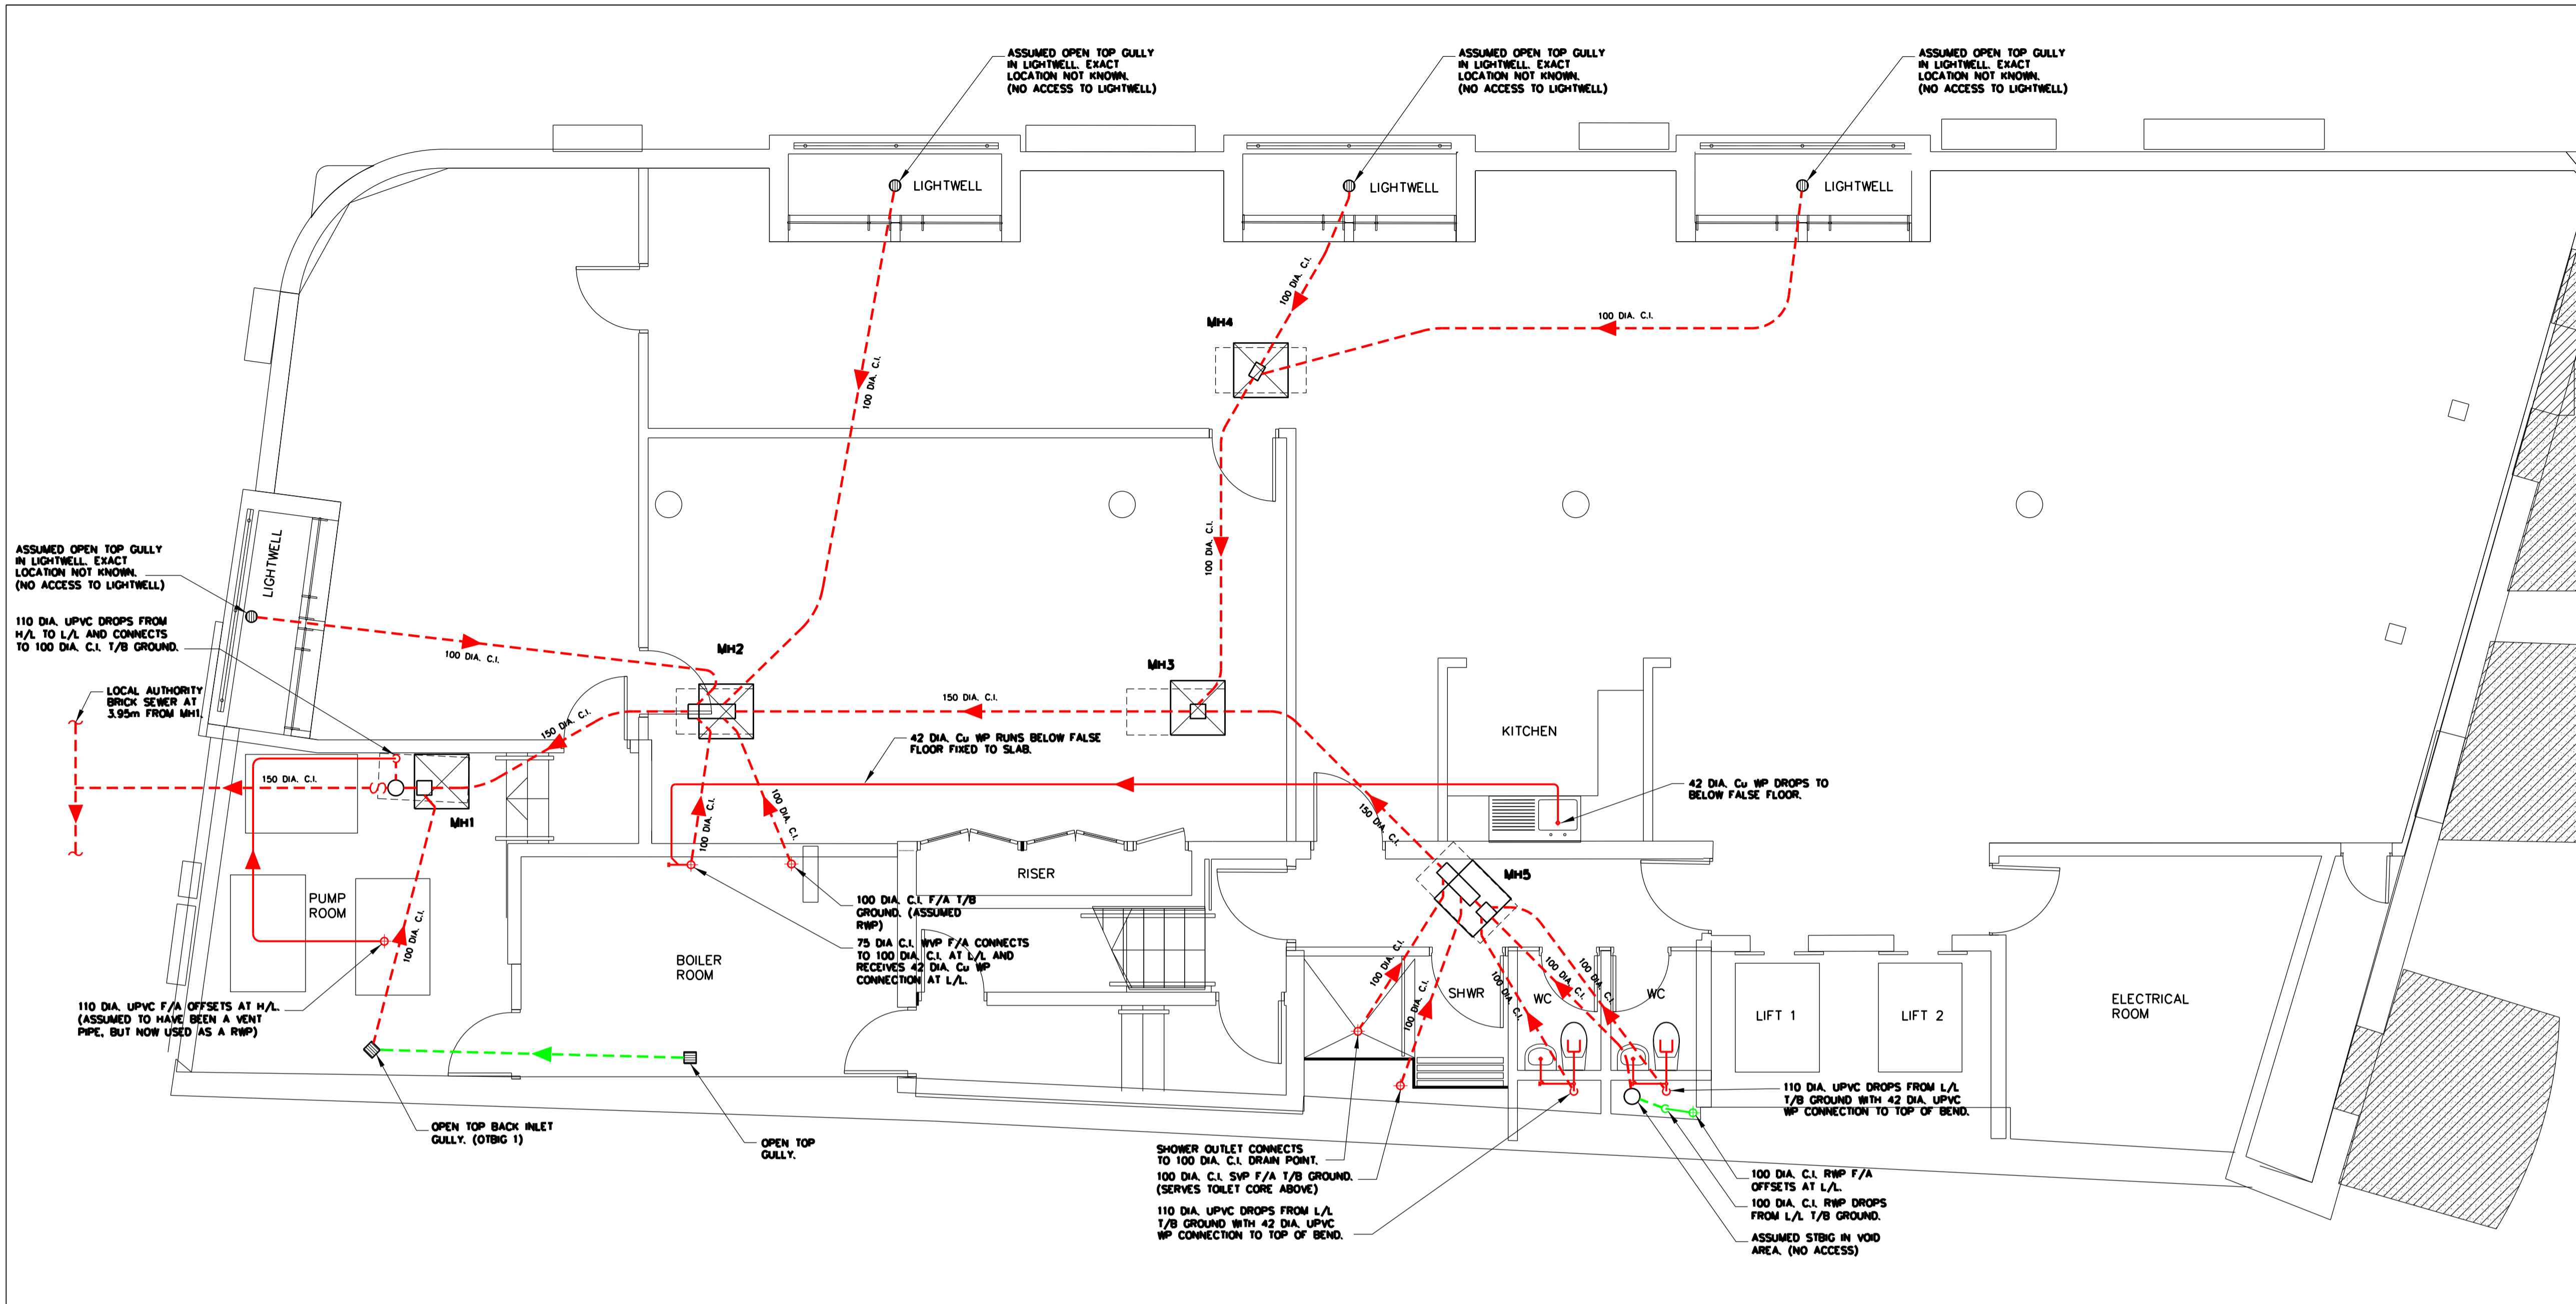 ASSUMED OPEN TOP GULLY
IN LIGHTWELL. EXACT
LOCATION NOT KNOWN.
(NO ACCESS TO LIGHTWELL)
ASSUMED OPEN TOP GULLY
IN LIGHTWELL. EXACT
LOCATION NOT KNOWN.
(NO ACCESS TO LIGHTWELL)
ASSUMED OPEN TOP GULLY
IN LIGHTWELL. EXACT
LOCATION NOT KNOWN.
(NO ACCESS TO LIGHTWELL)
LIGHTWELL
LIGHTWELL
LIGHTWELL
100 DIA. C.I.
100 DIA. C.I.
MH4
100 DIA. C.I.
100 DIA. C.I.
ASSUMED OPEN TOP GULLY
IN LIGHTWELL. EXACT
LOCATION NOT KNOWN.
(NO ACCESS TO LIGHTWELL)
LIGHTWELL
110 DIA. UPVC DROPS FROM
H/L TO L/L AND CONNECTS
TO 100 DIA. C.I. T/B GROUND.
100 DIA. C.I.
MH2
MH3
LOCAL AUTHORITY
BRICK SEWER AT
3.95m FROM MH1.
150 DIA. C.I.
150 DIA. C.I.
KITCHEN
42 DIA. Cu WP RUNS BELOW FALSE
FLOOR FIXED TO SLAB.
150 DIA. C.I.
MH1
42 DIA. Cu WP DROPS TO
BELOW FALSE FLOOR.
100 DIA. C.I.
100 DIA. C.I.
150 DIA. C.I.
RISER
MH5
PUMP
ROOM
100 DIA. C.I.
100 DIA. C.I. F/A T/B
GROUND. (ASSUMED
RWP)
75 DIA C.I. WVP F/A CONNECTS
TO 100 DIA. C.I. AT L/L AND
RECEIVES 42 DIA. Cu WP
CONNECTION AT L/L.
BOILER
ROOM
100 DIA. C.I.
100 DIA. C.I.
100 DIA. C.I.
100 DIA. C.I.
100 DIA. C.I.
SHWR
WC
WC
LIFT 1
LIFT 2
ELECTRICAL
ROOM
110 DIA. UPVC F/A OFFSETS AT H/L.
(ASSUMED TO HAVE BEEN A VENT
PIPE, BUT NOW USED AS A RWP)
110 DIA. UPVC DROPS FROM L/L
T/B GROUND WITH 42 DIA. UPVC
WP CONNECTION TO TOP OF BEND.
OPEN TOP BACK INLET
GULLY. (OTBIG 1)
OPEN TOP
GULLY.
SHOWER OUTLET CONNECTS
TO 100 DIA. C.I. DRAIN POINT.
100 DIA. C.I. SVP F/A T/B GROUND.
(SERVES TOILET CORE ABOVE)
110 DIA. UPVC DROPS FROM L/L
T/B GROUND WITH 42 DIA. UPVC
WP CONNECTION TO TOP OF BEND.
100 DIA. C.I. RWP F/A
OFFSETS AT L/L.
100 DIA. C.I. RWP DROPS
FROM L/L T/B GROUND.
ASSUMED STBIG IN VOID
AREA. (NO ACCESS)